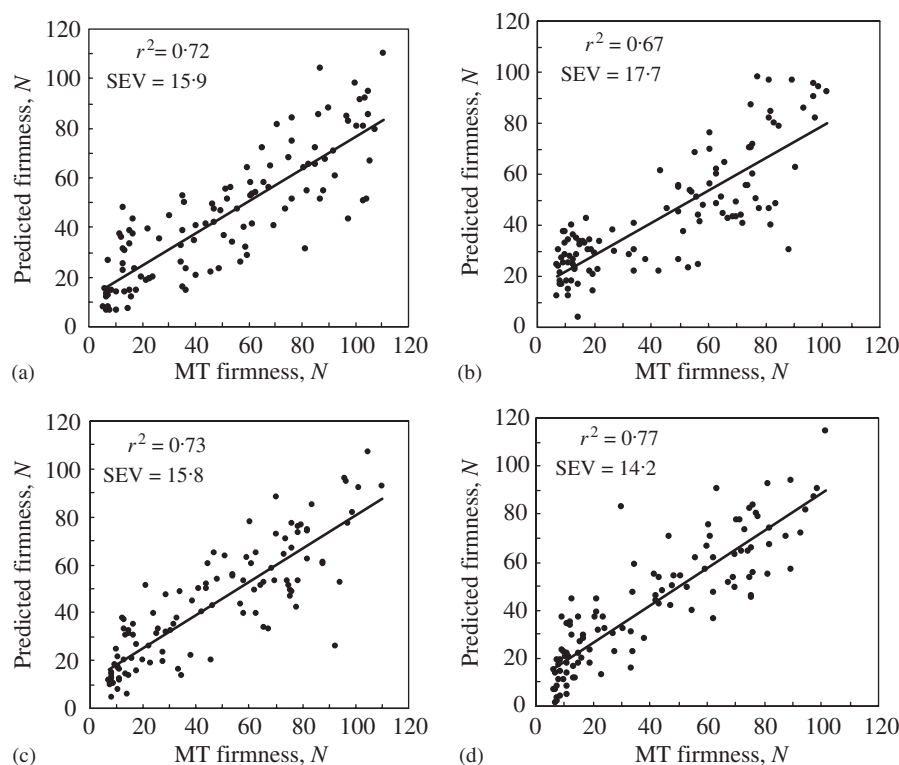 120
100
80
60
40
20
0
r² = 0·72
SEV = 15·9
Predicted firmness, N
0 20 40 60 80 100 120
(a) MT firmness, N
120
100
80
60
40
20
0
r² = 0·67
SEV = 17·7
Predicted firmness, N
0 20 40 60 80 100 120
(b) MT firmness, N
120
100
80
60
40
20
0
r² = 0·73
SEV = 15·8
Predicted firmness, N
0 20 40 60 80 100 120
(c) MT firmness, N
120
100
80
60
40
20
0
r² = 0·77
SEV = 14·2
Predicted firmness, N
0 20 40 60 80 100 120
(d) MT firmness, N